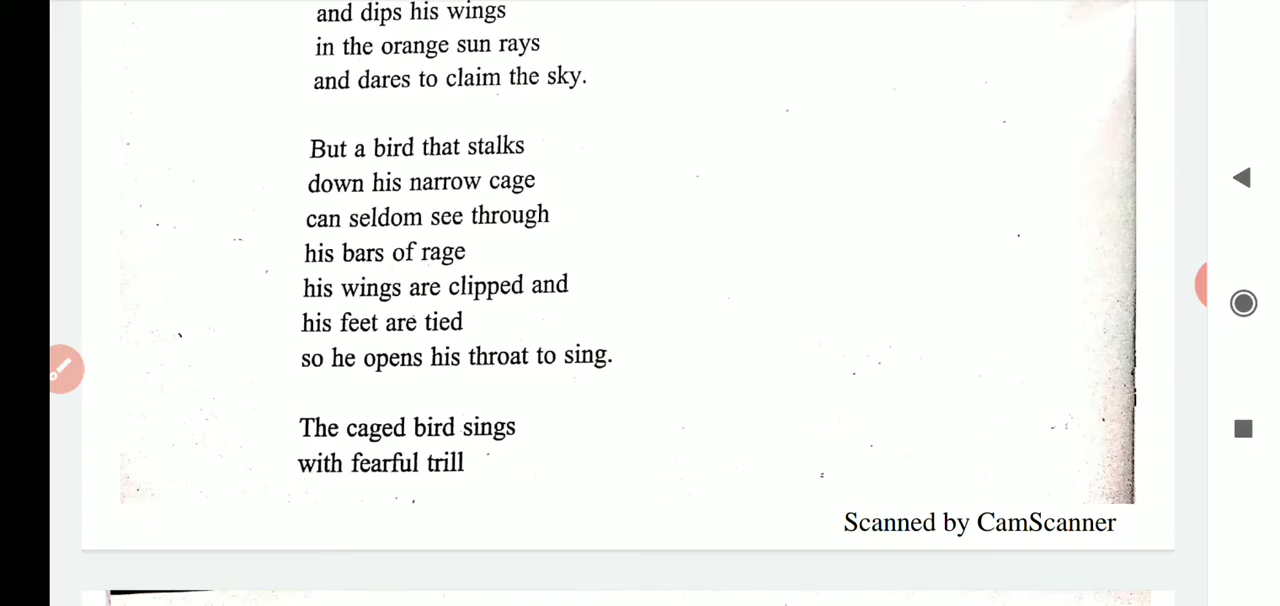 and dips his wings
in the orange sun rays
and dares to claim the sky.
But a bird that stalks
down his narrow cage
can seldom see through
his bars of rage
his wings are clipped and
his feet are tied
so he opens his throat to sing.
The caged bird sings
with fearful trill
Scanned by CamScanner